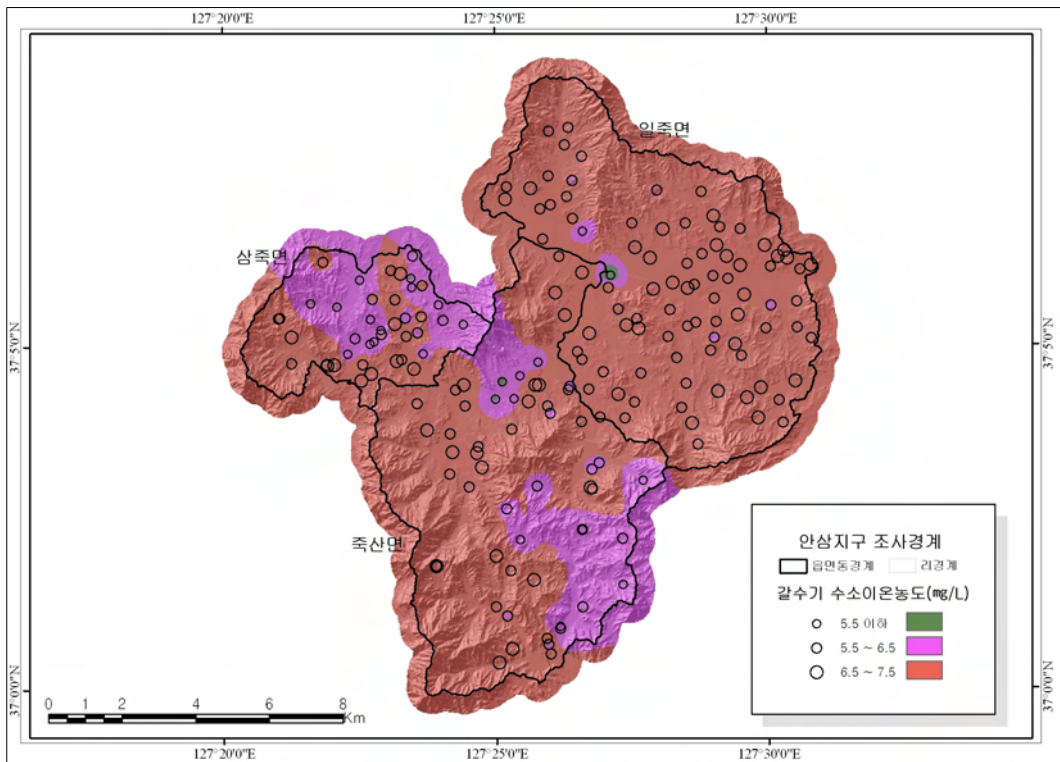 127°20'0"E 127°25'0"E 127°30'0"E
일죽면
삼죽면
37°5'0"N 37°5'0"N
죽산면
안삼지구 조사경계
읍면동경계 리경계
갈수기 수소이온농도(㎎/L)
5.5 이하
5.5 ~ 6.5
6.5 ~ 7.5
37°0'0"N 37°0'0"N
0 1 2 4 6 8
Km
127°20'0"E 127°25'0"E 127°30'0"E